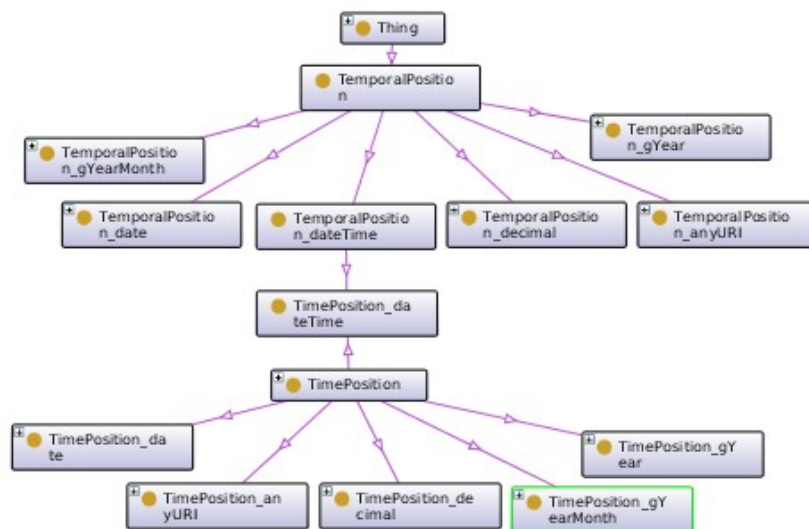 Thing
TemporalPositio
n
TemporalPositio
n_gYear
TemporalPositio
n_gYearMonth
TemporalPositio
n_date
TemporalPositio
n_dateTime
TemporalPositio
n_decimal
TemporalPositio
n_anyURI
TimePosition_da
teTime
TimePosition
TimePosition_da
te
TimePosition_gY
ear
TimePosition_an
yURI
TimePosition_de
cimal
TimePosition_gY
earMonth